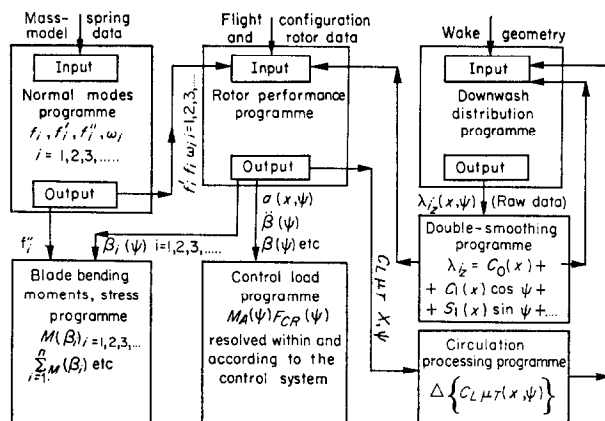 Mass-model spring data
Input
Normal modes programme
f_i, f_i', f_i'', ω_i
i = 1,2,3,.....
Output
f_i''
Flight and configuration rotor data
Input
Rotor performance programme
Output
f_i' f_i ω_i i=1,2,3,...
β_i(ψ) i=1,2,3,.....
α(x,ψ)
β̈(ψ)
β(ψ) etc
C_L μ_T X,ψ
Wake geometry
Input
Downwash distribution programme
Output
λ_iz(x,ψ) (Raw data)
Double-smoothing programme
λ_iz = C_0(x) +
+ C_1(x) cos ψ +
+ S_1(x) sin ψ +....
Blade bending moments, stress programme
M(β_i) i=1,2,3,...
n Σ i=1. M(β_i) etc
Control load programme
M_A(ψ) F_CR(ψ)
resolved within and according to the control system
Circulation processing programme
Δ{C_L μ_T(x,ψ)}